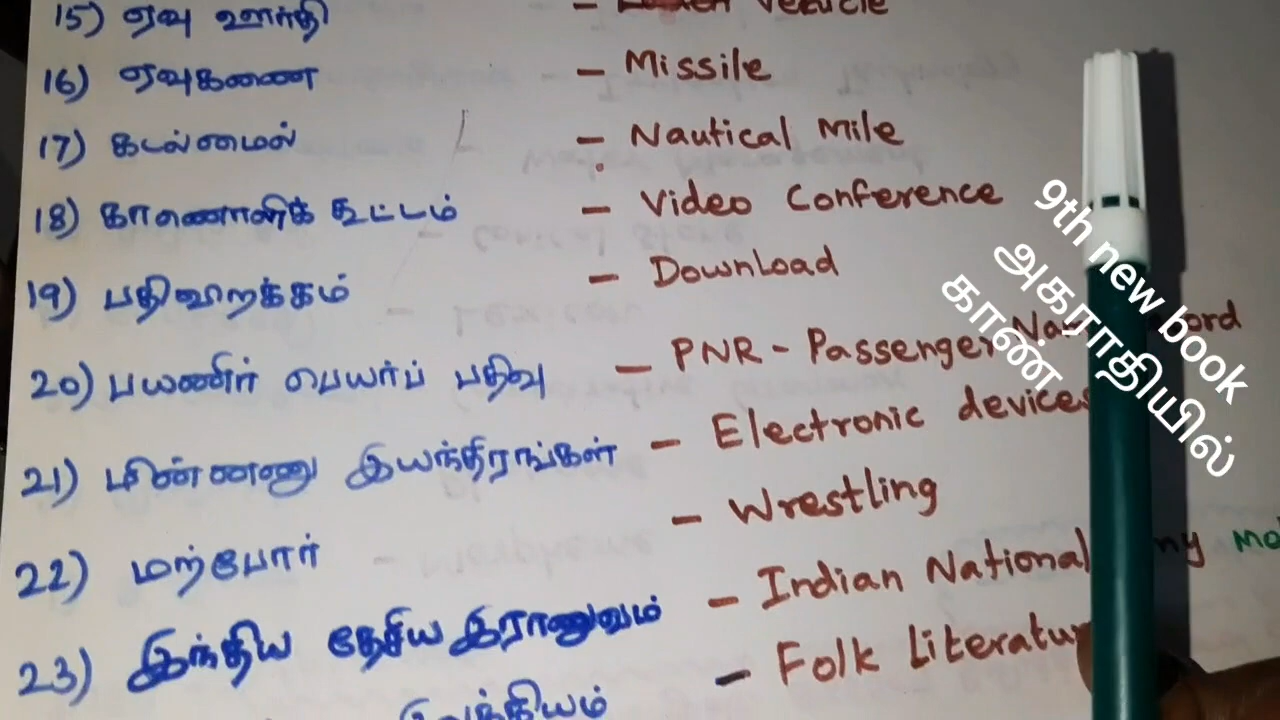 15) ஏவு ஊர்தி - Vehicle
16) ஏவுகணை - Missile
17) கடல்மைல் - Nautical Mile
18) காணொலிக் கூட்டம் - Video Conference
19) பதிவிறக்கம் - Download
20) பயணியர் பெயர்ப் பதிவு - PNR - Passenger
21) மின்னணு இயந்திரங்கள் - Electronic devices
22) மற்போர் - Wrestling
23) இந்திய தேசிய இராணுவம் - Indian National
- Folk Literatur
9th new book
அகராதியில்
காண்